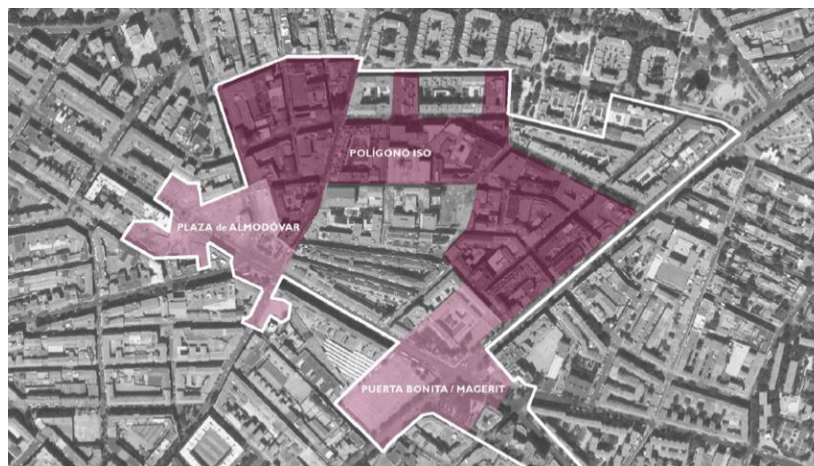 POLÍGONO ISO
PLAZA de ALMODÓVAR
PUERTA BONITA / MAGERIT